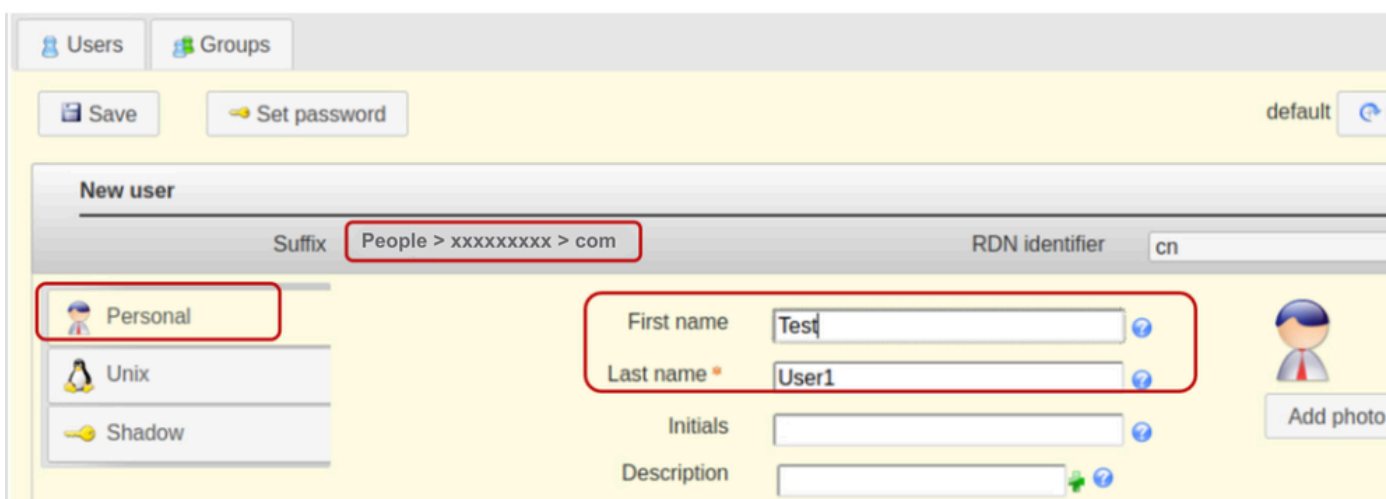 Users Groups
Save Set password default
New user
Suffix People > xxxxxxxxx > com RDN identifier cn
Personal
First name Test
Unix
Last name * User1
Shadow
Initials
Add photo
Description